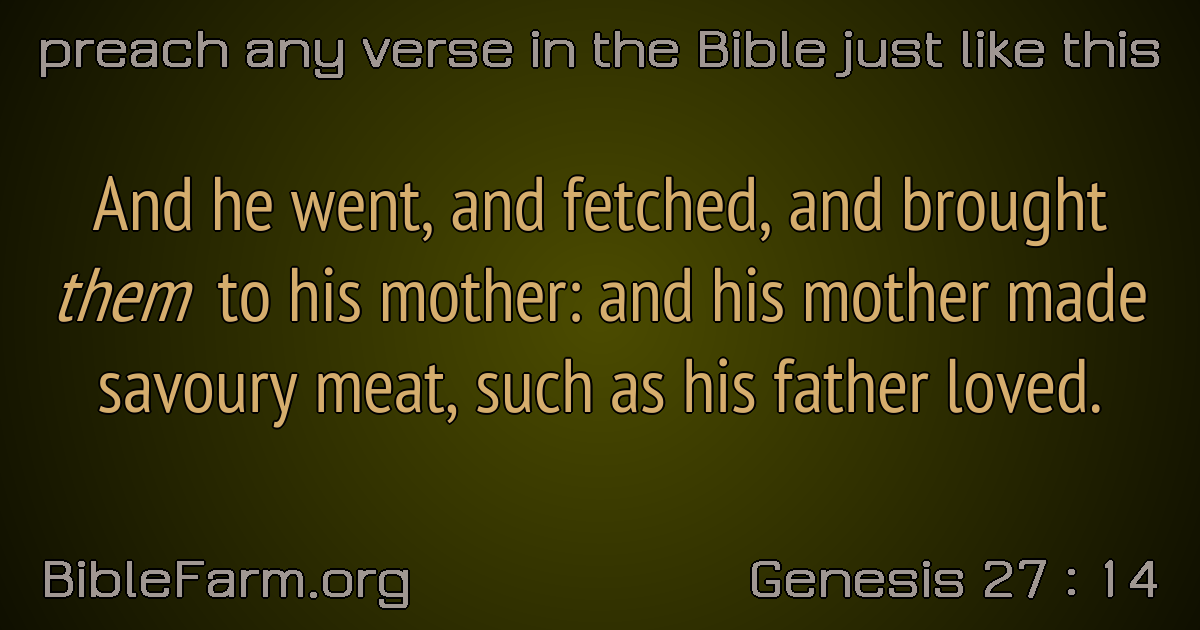 preach any verse in the Bible just like this
And he went, and fetched, and brought
them to his mother: and his mother made
savoury meat, such as his father loved.
BibleFarm.org
Genesis 27 : 14